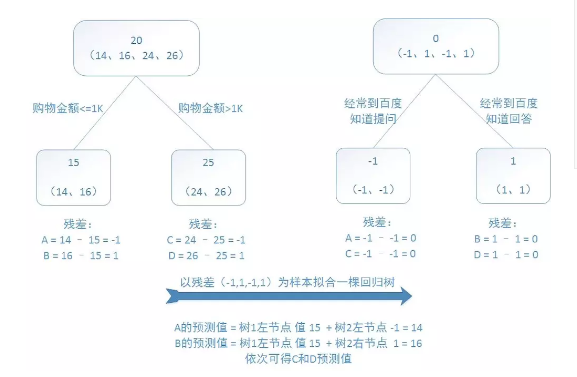 20
（14、16、24、26）
购物金额<=1K
购物金额>1K
15
（14、16）
25
（24、26）
残差：
A = 14 - 15 = -1
B = 16 - 15 = 1
残差：
C = 24 - 25 = -1
D = 26 - 25 = 1
0
（-1、1、-1、1）
经常到百度
知道提问
经常到百度
知道回答
-1
（-1、-1）
1
（1、1）
残差：
A = -1 - -1 = 0
C = -1 - -1 = 0
残差：
B = 1 - 1 = 0
D = 1 - 1 = 0
以残差（-1,1,-1,1）为样本拟合一棵回归树
A的预测值 = 树1左节点 值 15 + 树2左节点 -1 = 14
B的预测值 = 树1左节点 值 15 + 树2右节点 1 = 16
依次可得C和D预测值